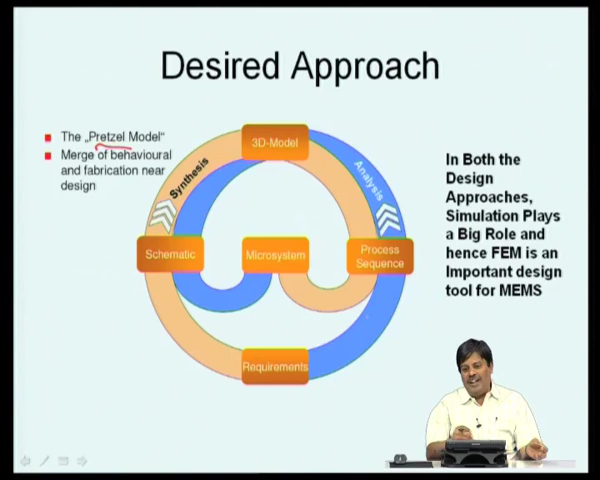 Desired Approach
The „Pretzel Model“
Merge of behavioural
and fabrication near
design
3D-Model
Synthesis
Analysis
Schematic
Microsystem
Process
Sequence
Requirements
In Both the
Design
Approaches,
Simulation Plays
a Big Role and
hence FEM is an
Important design
tool for MEMS